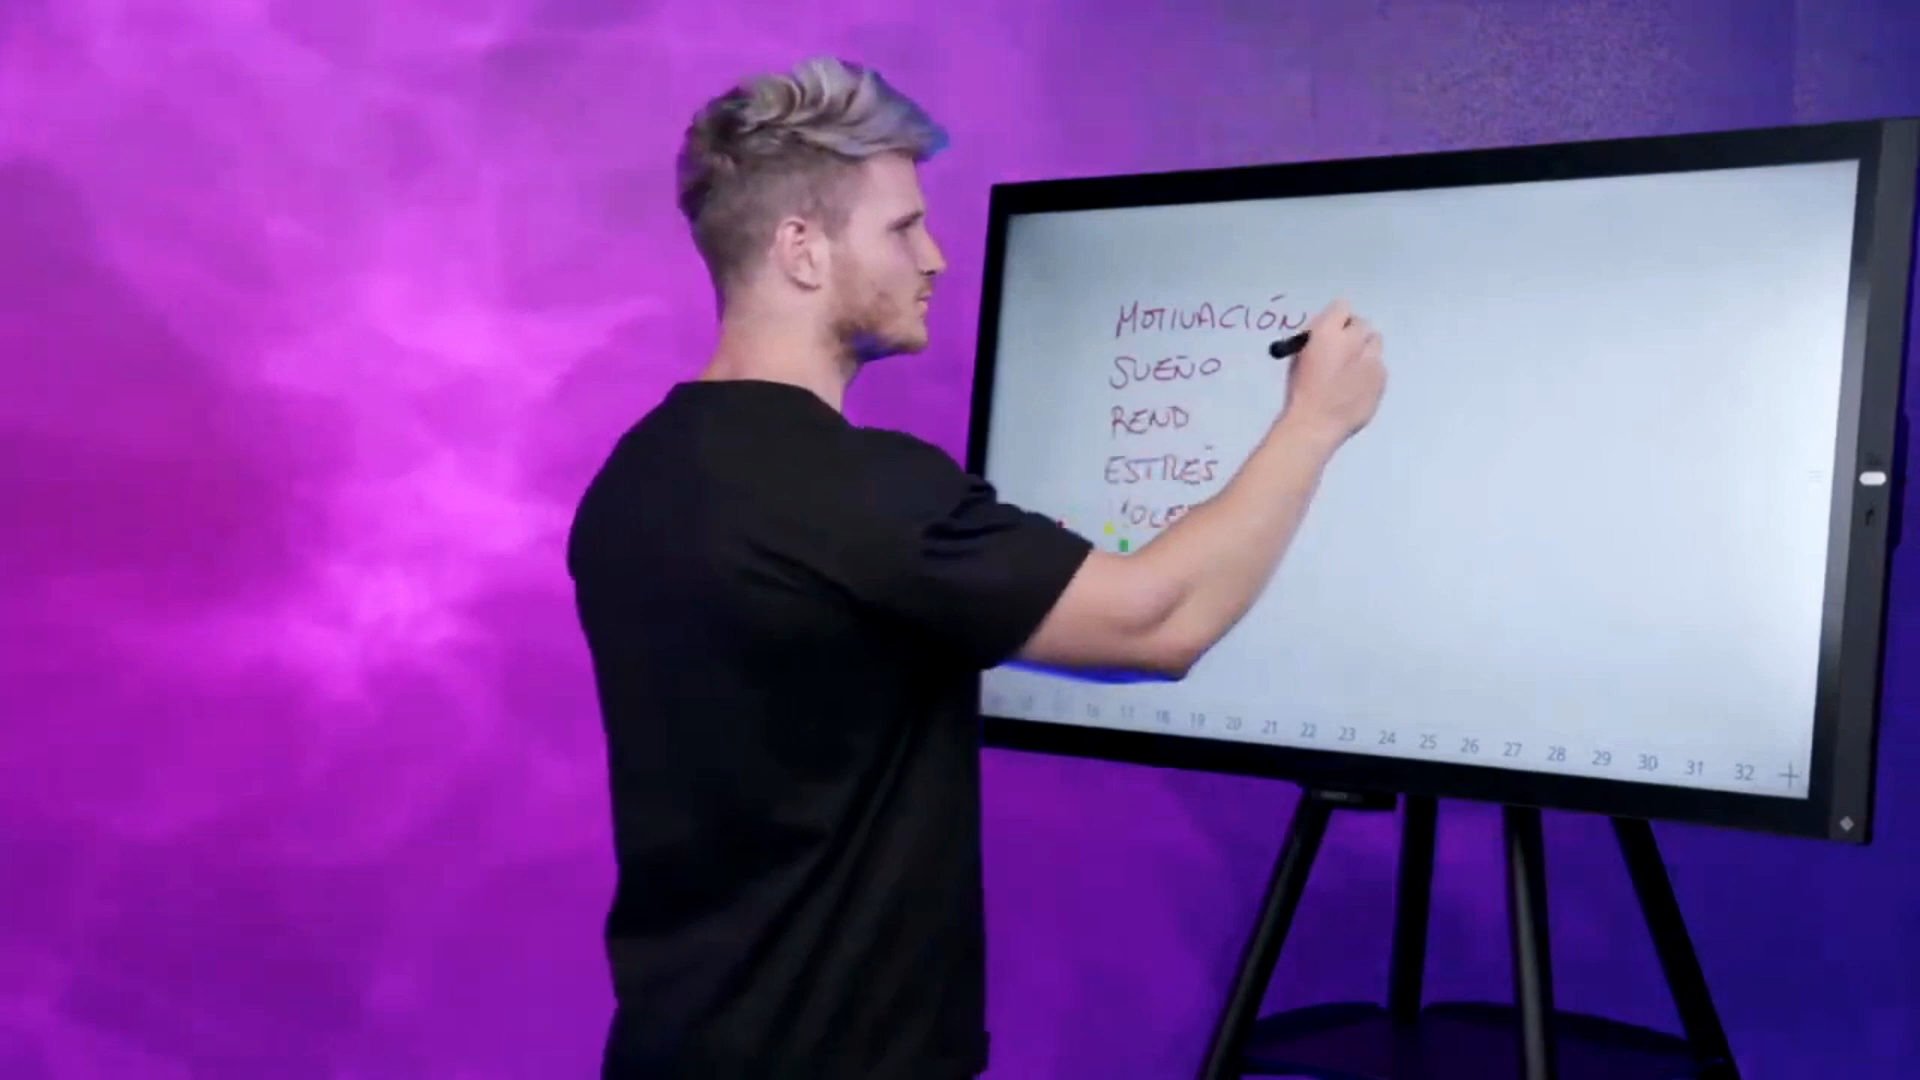 MOTIVACIÓN
SUEÑO
REND
ESTRÉS
16 17 18 19 20 21 22 23 24 25 26 27 28 29 30 31 32 +